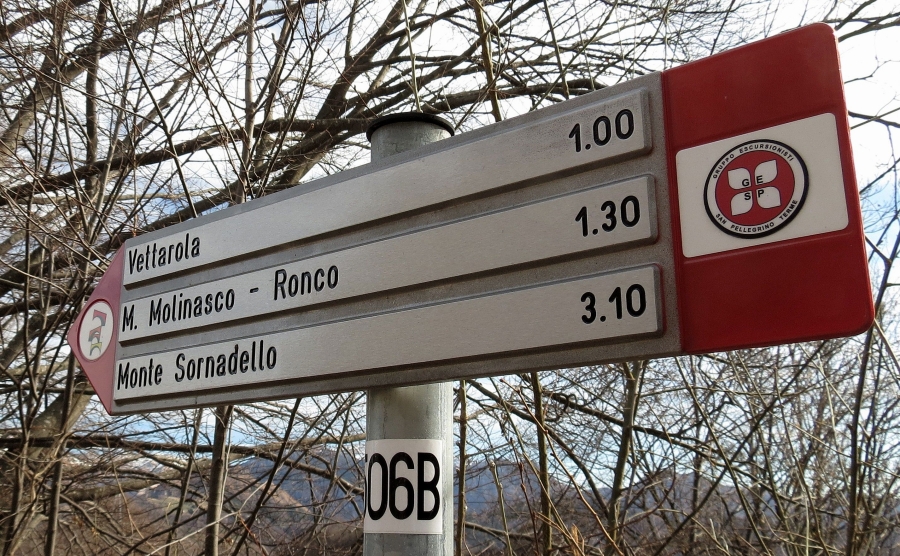 Vettarola 1.00
M. Molinasco - Ronco 1.30
Monte Sornadello 3.10
GRUPPO ESCURSIONISTI
G E
S P
SAN PELLEGRINO TERME
06B